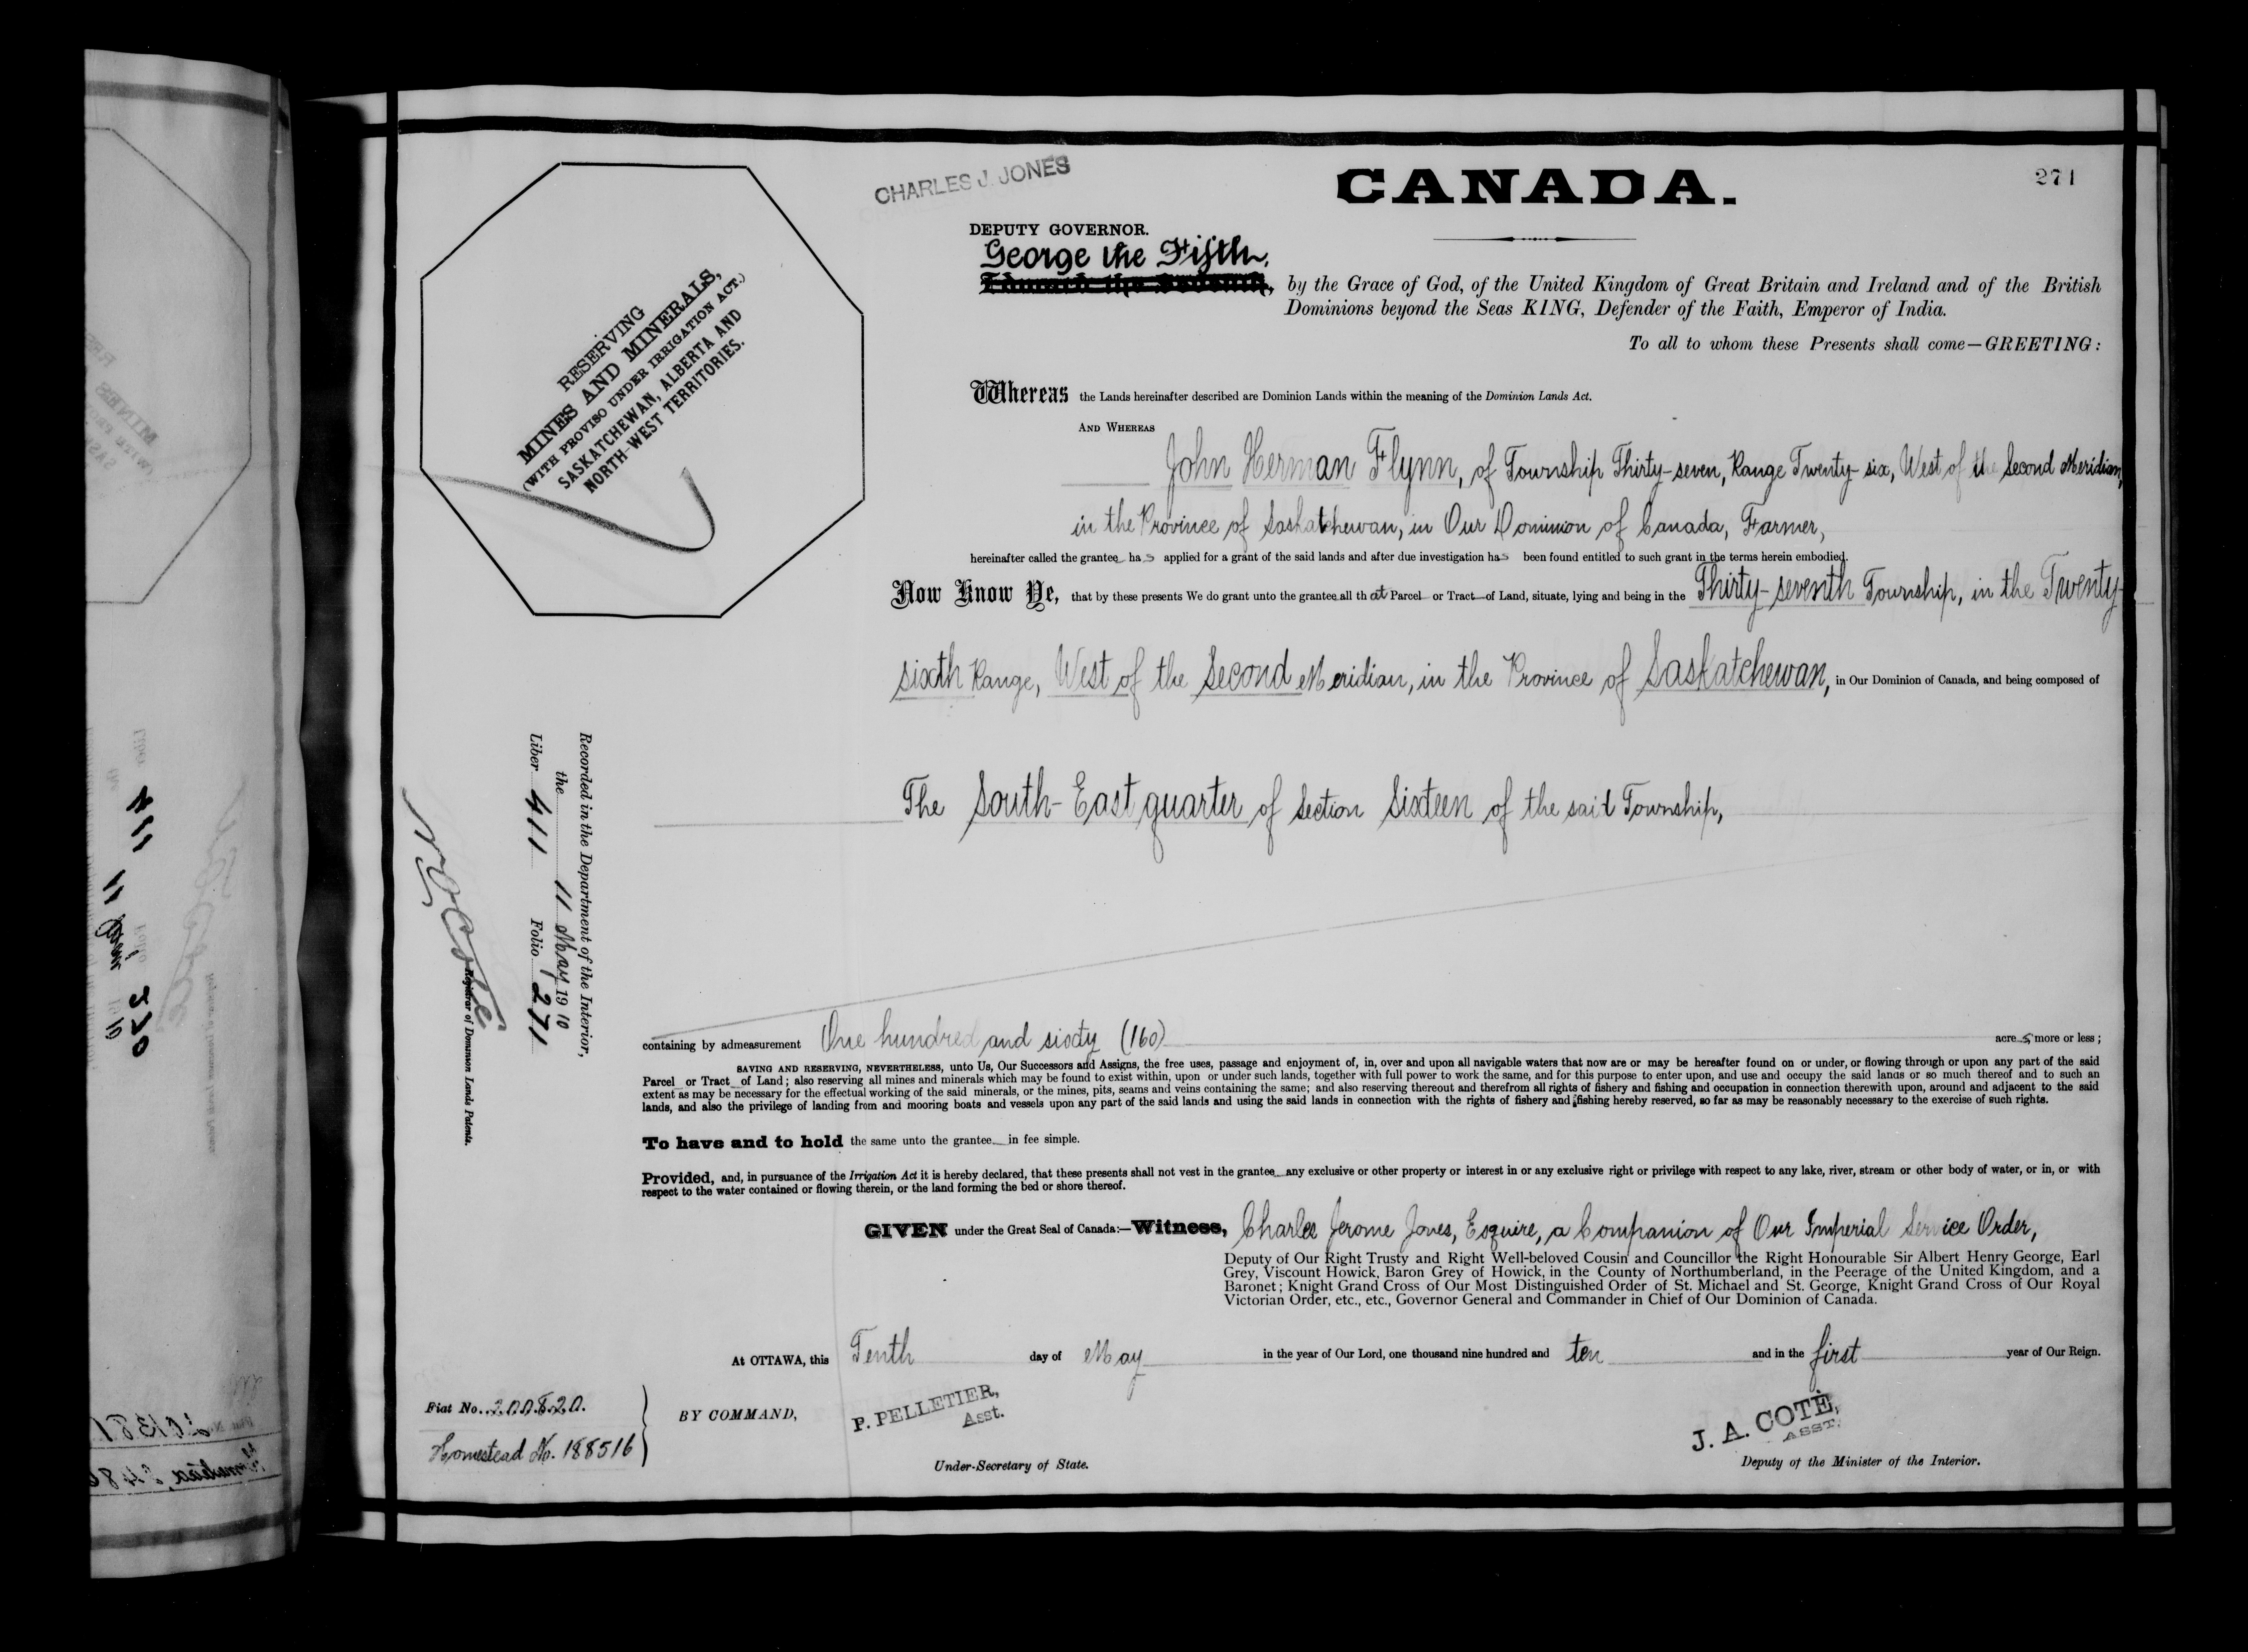 CHARLES J. JONES
CANADA.
271
DEPUTY GOVERNOR.
George the Fifth,
Edward the Seventh, by the Grace of God, of the United Kingdom of Great Britain and Ireland and of the British
Dominions beyond the Seas KING, Defender of the Faith, Emperor of India.
To all to whom these Presents shall come—GREETING:
RESERVING
MINES AND MINERALS,
(WITH PROVISO UNDER IRRIGATION ACT.)
SASKATCHEWAN, ALBERTA AND
NORTH-WEST TERRITORIES.
Whereas the Lands hereinafter described are Dominion Lands within the meaning of the Dominion Lands Act.
AND WHEREAS
John Herman Flynn, of Township Thirty-seven, Range Twenty-six, West of the Second Meridian,
in the Province of Saskatchewan, in Our Dominion of Canada, Farmer,
hereinafter called the grantee has applied for a grant of the said lands and after due investigation has been found entitled to such grant in the terms herein embodied.
Now Know Ye, that by these presents We do grant unto the grantee all that Parcel or Tract of Land, situate, lying and being in the Thirty-seventh Township, in the Twenty-
sixth Range, West of the Second Meridian, in the Province of Saskatchewan, in Our Dominion of Canada, and being composed of
The South-East quarter of Section Sixteen of the said Township,
Recorded in the Department of the Interior,
the 11 May 1910
Liber 411 Folio 271
Registrar of Dominion Lands Patents.
containing by admeasurement One hundred and sixty (160) acres more or less;
SAVING AND RESERVING, NEVERTHELESS, unto Us, Our Successors and Assigns, the free uses, passage and enjoyment of, in, over and upon all navigable waters that now are or may be hereafter found on or under, or flowing through or upon any part of the said
Parcel or Tract of Land; also reserving all mines and minerals which may be found to exist within, upon or under such lands, together with full power to work the same, and for this purpose to enter upon, and use and occupy the said lands or so much thereof and to such an
extent as may be necessary for the effectual working of the said minerals, or the mines, pits, seams and veins containing the same; and also reserving thereout and therefrom all rights of fishery and fishing and occupation in connection therewith upon, around and adjacent to the said
lands, and also the privilege of landing from and mooring boats and vessels upon any part of the said lands and using the said lands in connection with the rights of fishery and fishing hereby reserved, so far as may be reasonably necessary to the exercise of such rights.
To have and to hold the same unto the grantee in fee simple.
Provided, and, in pursuance of the Irrigation Act it is hereby declared, that these presents shall not vest in the grantee any exclusive or other property or interest in or any exclusive right or privilege with respect to any lake, river, stream or other body of water, or in, or with
respect to the water contained or flowing therein, or the land forming the bed or shore thereof.
GIVEN under the Great Seal of Canada:—Witness, Charles Jerome Jones, Esquire, a Companion of Our Imperial Service Order,
Deputy of Our Right Trusty and Right Well-beloved Cousin and Councillor the Right Honourable Sir Albert Henry George, Earl
Grey, Viscount Howick, Baron Grey of Howick, in the County of Northumberland, in the Peerage of the United Kingdom, and a
Baronet; Knight Grand Cross of Our Most Distinguished Order of St. Michael and St. George, Knight Grand Cross of Our Royal
Victorian Order, etc., etc., Governor General and Commander in Chief of Our Dominion of Canada.
At OTTAWA, this Tenth day of May in the year of Our Lord, one thousand nine hundred and ten and in the first year of Our Reign.
Fiat No. 200820.
Homestead No. 188516
BY COMMAND,
P. PELLETIER,
Asst.
Under-Secretary of State.
J. A. COTÉ,
ASST.
Deputy of the Minister of the Interior.